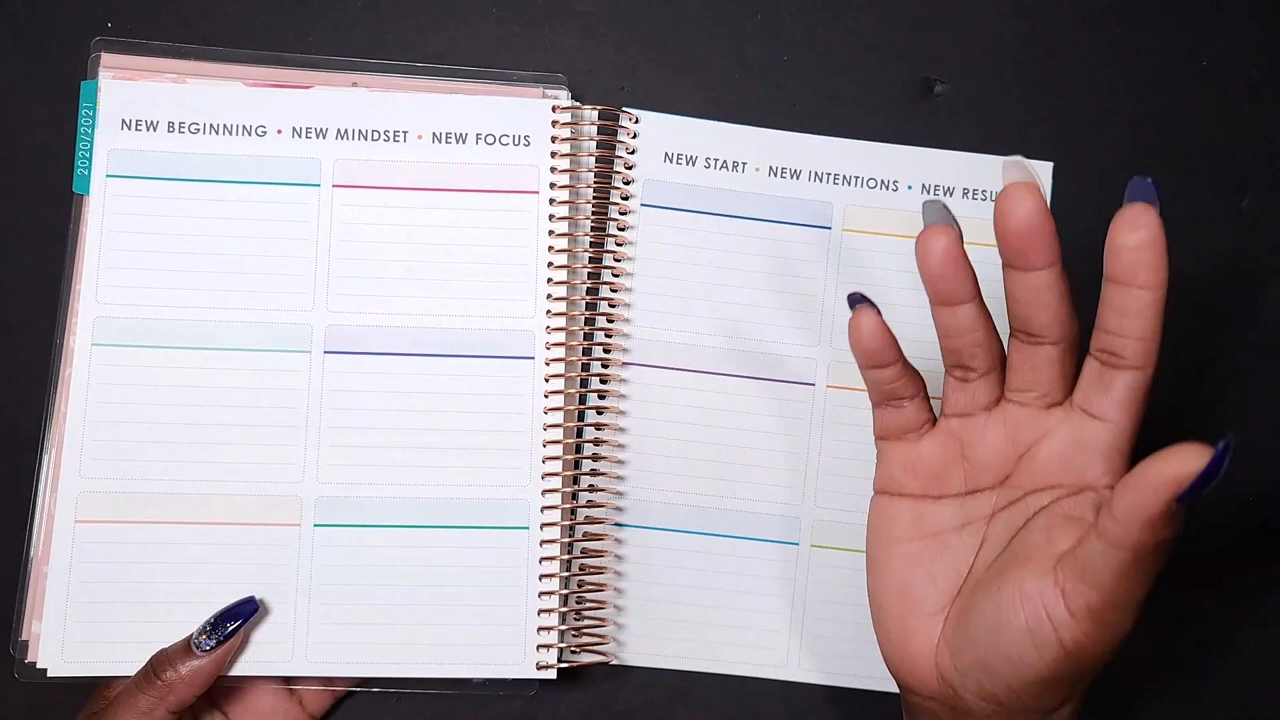 2020/2021
NEW BEGINNING • NEW MINDSET • NEW FOCUS
NEW START • NEW INTENTIONS • NEW